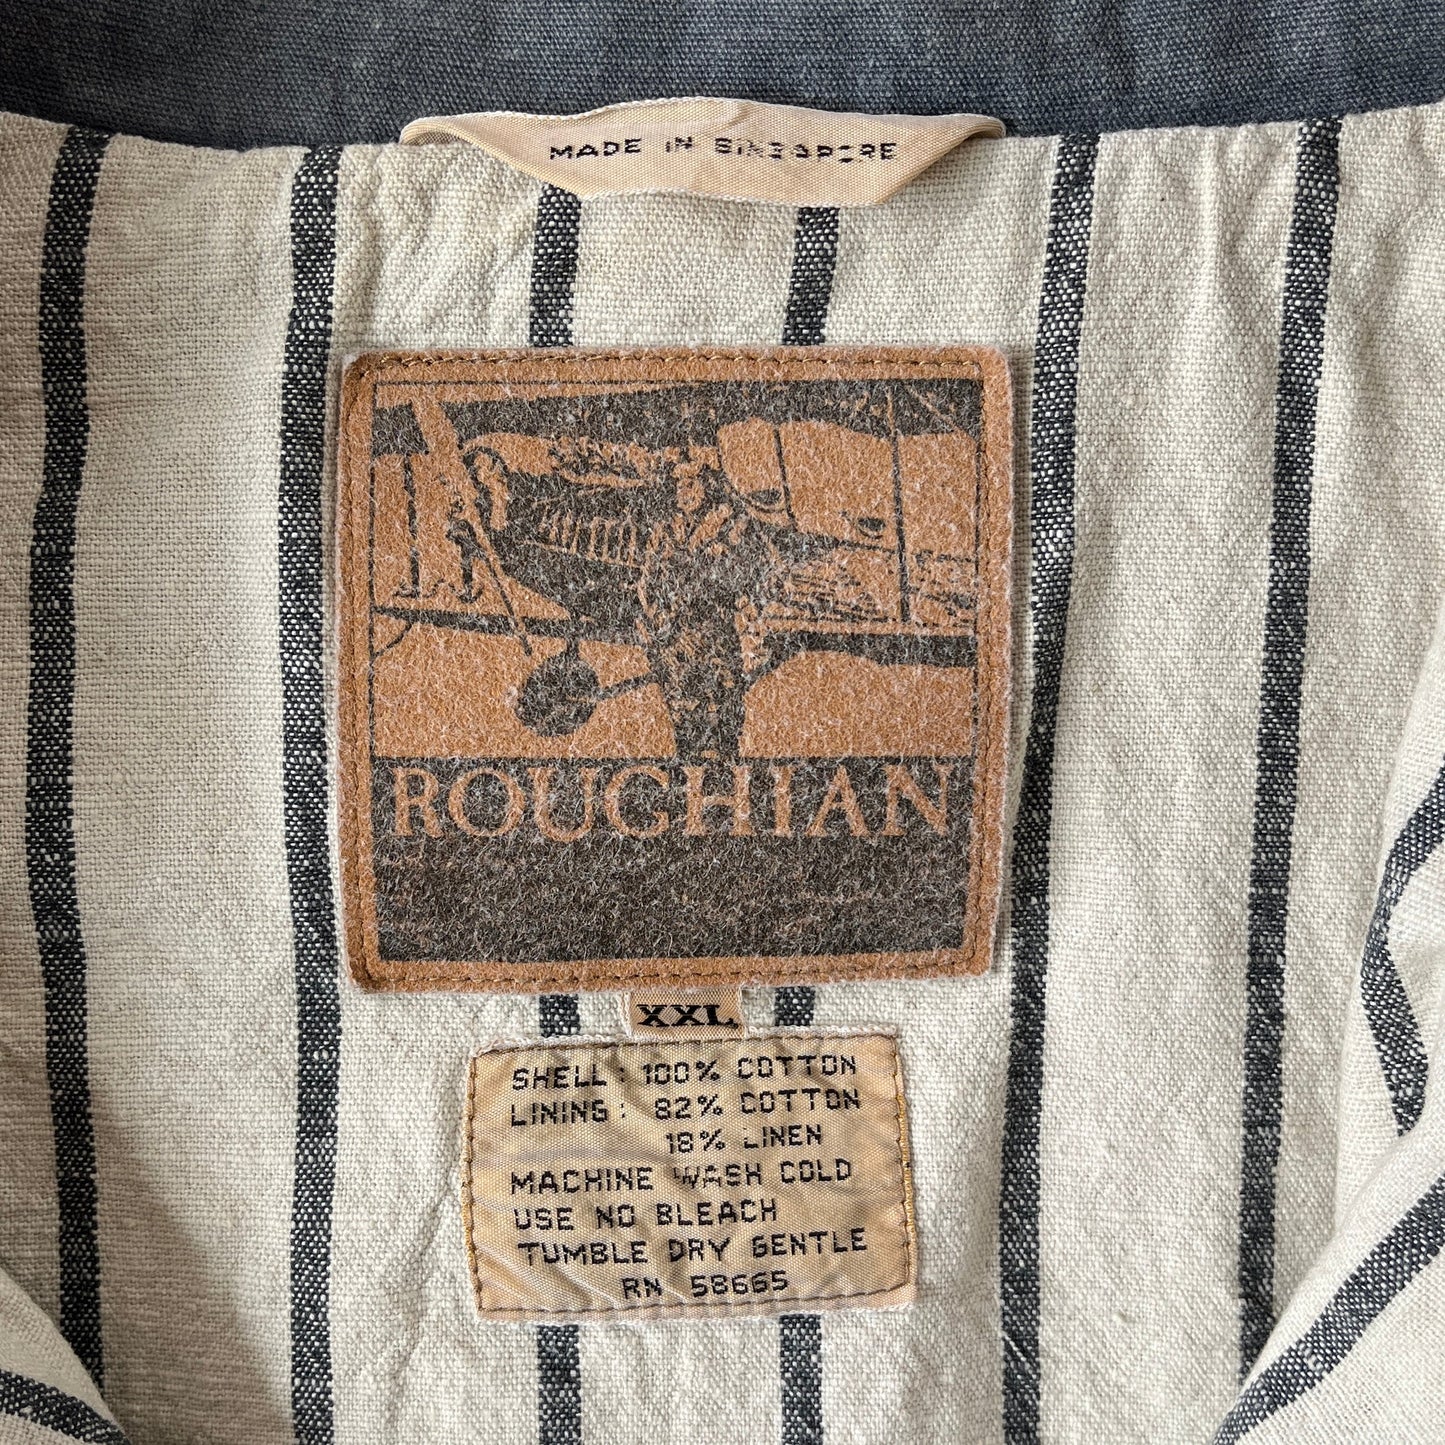 MADE IN SINGAPORE
ROUGHIAN
XXL
SHELL: 100% COTTON
LINING: 82% COTTON
18% LINEN
MACHINE WASH COLD
USE NO BLEACH
TUMBLE DRY GENTLE
RN 58665